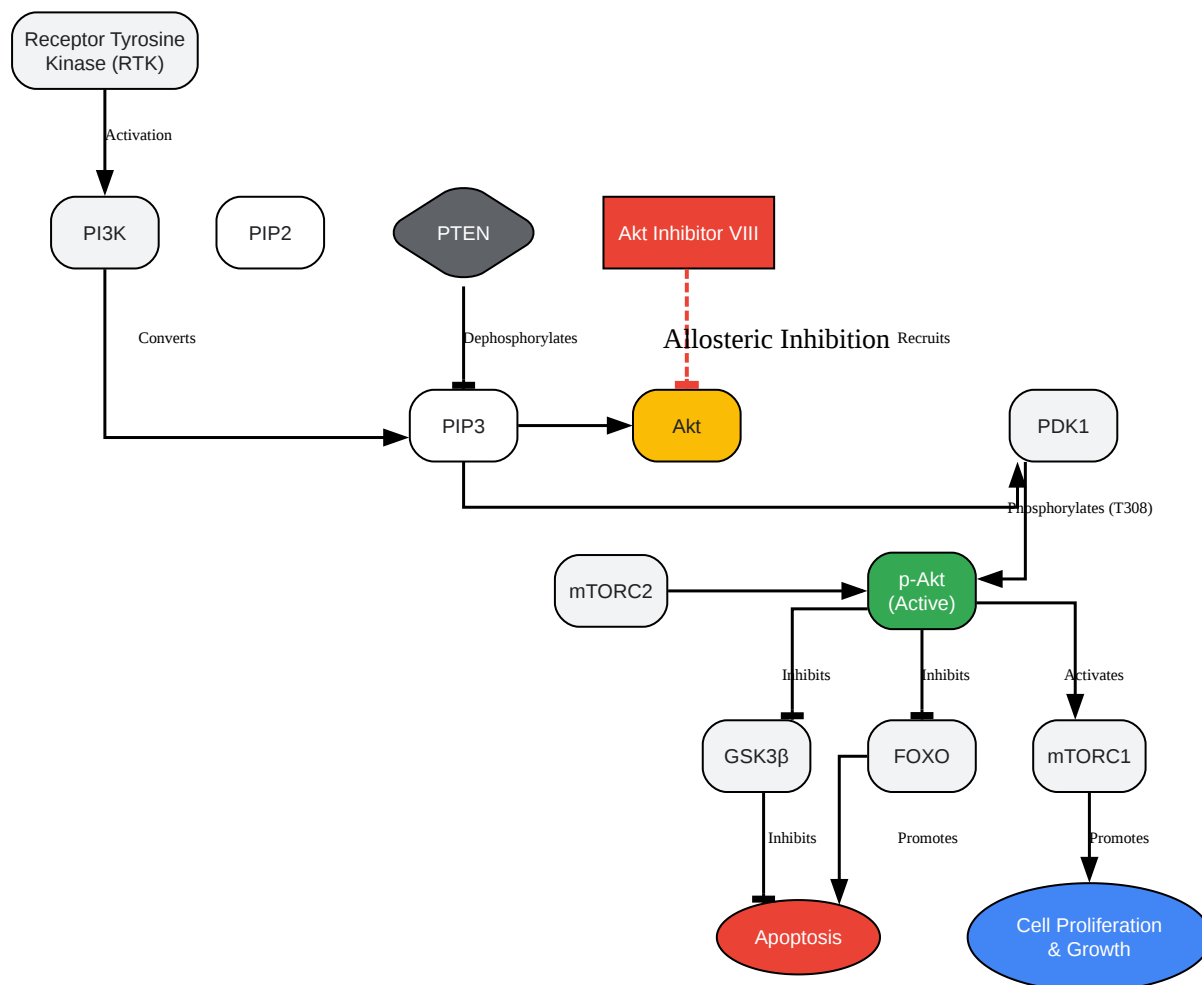 Receptor Tyrosine
Kinase (RTK)
Activation
PI3K
PIP2
PTEN
Akt Inhibitor VIII
Converts
Dephosphorylates
Allosteric Inhibition
Recruits
PIP3
Akt
PDK1
Phosphorylates (T308)
mTORC2
p-Akt
(Active)
Inhibits
Inhibits
Activates
GSK3β
FOXO
mTORC1
Inhibits
Promotes
Promotes
Apoptosis
Cell Proliferation
& Growth